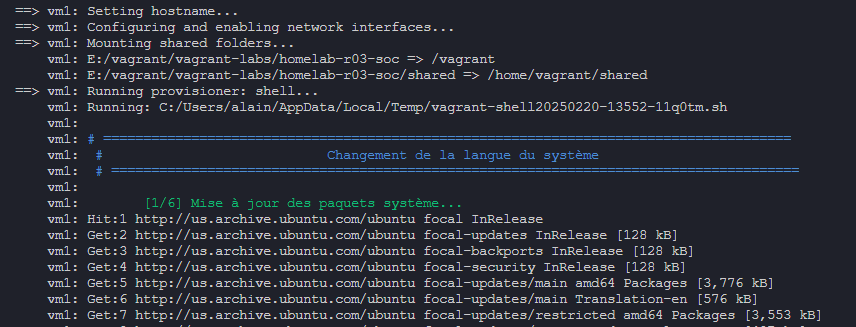 ==> vm1: Setting hostname...
==> vm1: Configuring and enabling network interfaces...
==> vm1: Mounting shared folders...
    vm1: E:/vagrant/vagrant-labs/homelab-r03-soc => /vagrant
    vm1: E:/vagrant/vagrant-labs/homelab-r03-soc/shared => /home/vagrant/shared
==> vm1: Running provisioner: shell...
    vm1: Running: C:/Users/alain/AppData/Local/Temp/vagrant-shell20250220-13552-11q0tm.sh
    vm1:
    vm1: # ======================================================================================
    vm1:  #                            Changement de la langue du système
    vm1:  # ======================================================================================
    vm1:
    vm1:        [1/6] Mise à jour des paquets système...
    vm1: Hit:1 http://us.archive.ubuntu.com/ubuntu focal InRelease
    vm1: Get:2 http://us.archive.ubuntu.com/ubuntu focal-updates InRelease [128 kB]
    vm1: Get:3 http://us.archive.ubuntu.com/ubuntu focal-backports InRelease [128 kB]
    vm1: Get:4 http://us.archive.ubuntu.com/ubuntu focal-security InRelease [128 kB]
    vm1: Get:5 http://us.archive.ubuntu.com/ubuntu focal-updates/main amd64 Packages [3,776 kB]
    vm1: Get:6 http://us.archive.ubuntu.com/ubuntu focal-updates/main Translation-en [576 kB]
    vm1: Get:7 http://us.archive.ubuntu.com/ubuntu focal-updates/restricted amd64 Packages [3,553 kB]